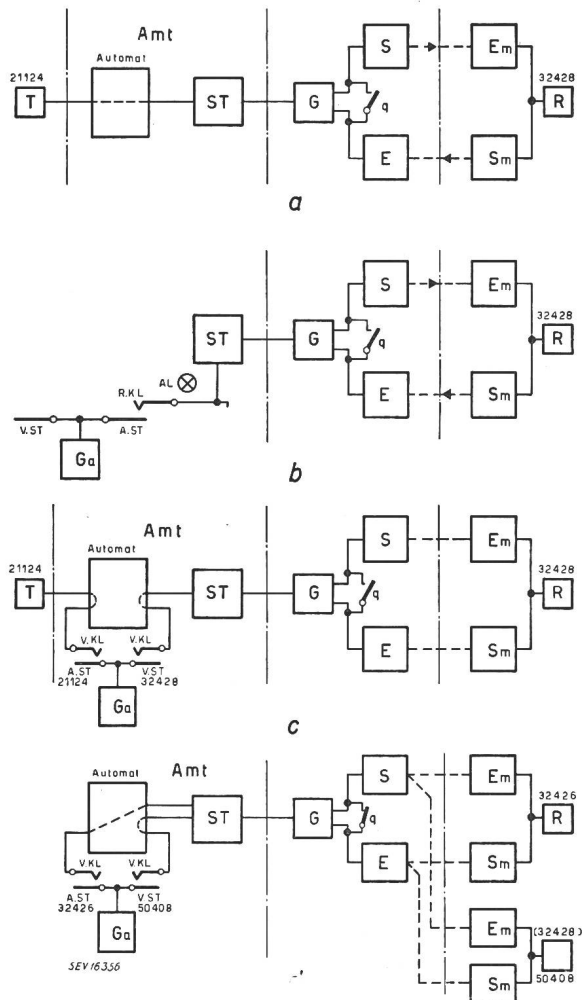 Amt
Automat
21124
T
ST
G
S
q
E
Em
Sm
32428
R
a
ST
G
S
q
E
Em
Sm
32428
R
AL
R.KL
V.ST
A.ST
Ga
b
Amt
Automat
21124
T
ST
G
S
q
E
Em
Sm
32428
R
V.KL V.KL
A.ST V.ST
21124 32428
Ga
c
Amt
Automat
ST
G
S
q
E
Em
Sm
32426
R
V.KL V.KL
A.ST V.ST
32426 50408
Ga
Em
Sm
(32428)
50408
SEV 16356